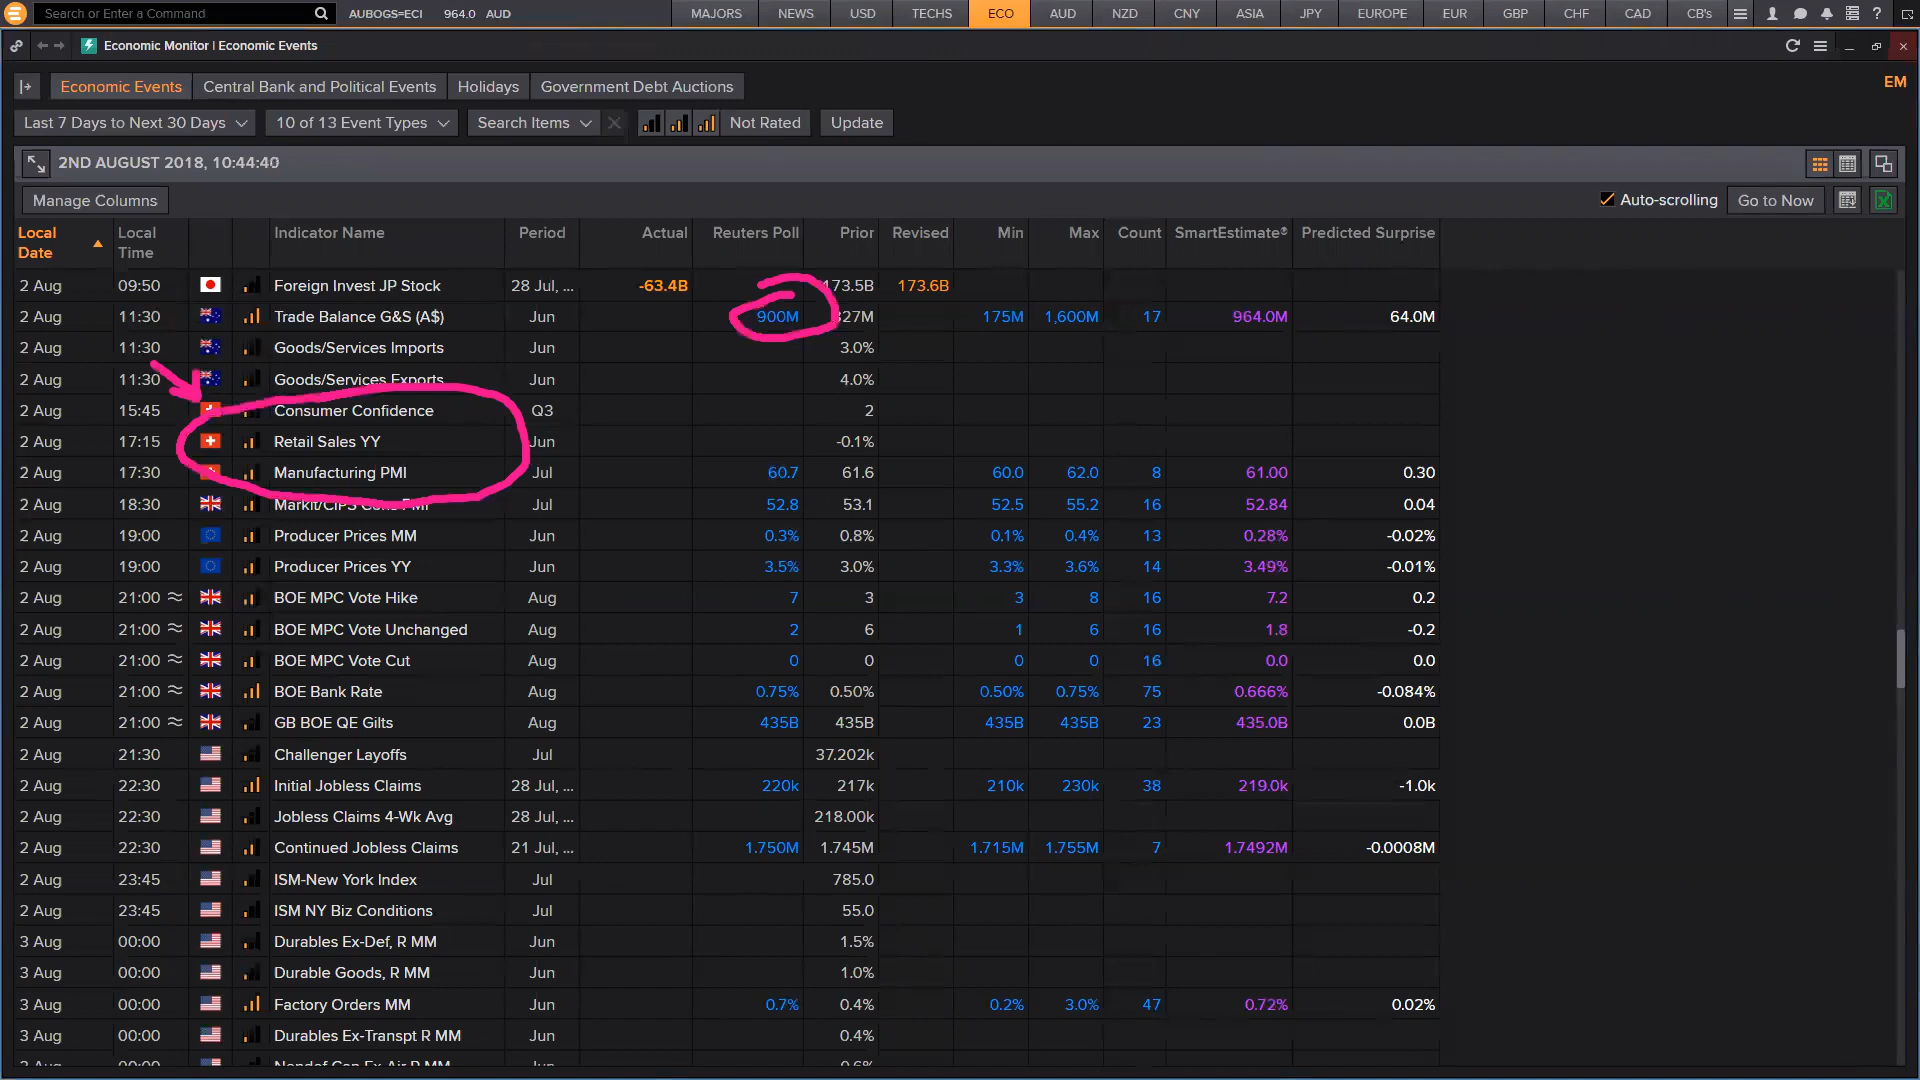 Search or Enter a Command AUBOGS=ECI 964.0 AUD MAJORS NEWS USD TECHS ECO AUD NZD CNY ASIA JPY EUROPE EUR GBP CHF CAD CB's ?
Economic Monitor | Economic Events
Economic Events Central Bank and Political Events Holidays Government Debt Auctions EM
Last 7 Days to Next 30 Days 10 of 13 Event Types Search Items Not Rated Update
2ND AUGUST 2018, 10:44:40
Manage Columns Auto-scrolling Go to Now
Local Date Local Time Indicator Name Period Actual Reuters Poll Prior Revised Min Max Count SmartEstimate® Predicted Surprise
2 Aug 09:50 Foreign Invest JP Stock 28 Jul, ... -63.4B 173.5B 173.6B
2 Aug 11:30 Trade Balance G&S (A$) Jun 900M 827M 175M 1,600M 17 964.0M 64.0M
2 Aug 11:30 Goods/Services Imports Jun 3.0%
2 Aug 11:30 Goods/Services Exports Jun 4.0%
2 Aug 15:45 Consumer Confidence Q3 2
2 Aug 17:15 Retail Sales YY Jun -0.1%
2 Aug 17:30 Manufacturing PMI Jul 60.7 61.6 60.0 62.0 8 61.00 0.30
2 Aug 18:30 Markit/CIPS Cons PMI Jul 52.8 53.1 52.5 55.2 16 52.84 0.04
2 Aug 19:00 Producer Prices MM Jun 0.3% 0.8% 0.1% 0.4% 13 0.28% -0.02%
2 Aug 19:00 Producer Prices YY Jun 3.5% 3.0% 3.3% 3.6% 14 3.49% -0.01%
2 Aug 21:00 ≈ BOE MPC Vote Hike Aug 7 3 3 8 16 7.2 0.2
2 Aug 21:00 ≈ BOE MPC Vote Unchanged Aug 2 6 1 6 16 1.8 -0.2
2 Aug 21:00 ≈ BOE MPC Vote Cut Aug 0 0 0 0 16 0.0 0.0
2 Aug 21:00 ≈ BOE Bank Rate Aug 0.75% 0.50% 0.50% 0.75% 75 0.666% -0.084%
2 Aug 21:00 ≈ GB BOE QE Gilts Aug 435B 435B 435B 435B 23 435.0B 0.0B
2 Aug 21:30 Challenger Layoffs Jul 37.202k
2 Aug 22:30 Initial Jobless Claims 28 Jul, ... 220k 217k 210k 230k 38 219.0k -1.0k
2 Aug 22:30 Jobless Claims 4-Wk Avg 28 Jul, ... 218.00k
2 Aug 22:30 Continued Jobless Claims 21 Jul, ... 1.750M 1.745M 1.715M 1.755M 7 1.7492M -0.0008M
2 Aug 23:45 ISM-New York Index Jul 785.0
2 Aug 23:45 ISM NY Biz Conditions Jul 55.0
3 Aug 00:00 Durables Ex-Def, R MM Jun 1.5%
3 Aug 00:00 Durable Goods, R MM Jun 1.0%
3 Aug 00:00 Factory Orders MM Jun 0.7% 0.4% 0.2% 3.0% 47 0.72% 0.02%
3 Aug 00:00 Durables Ex-Transpt R MM Jun 0.4%